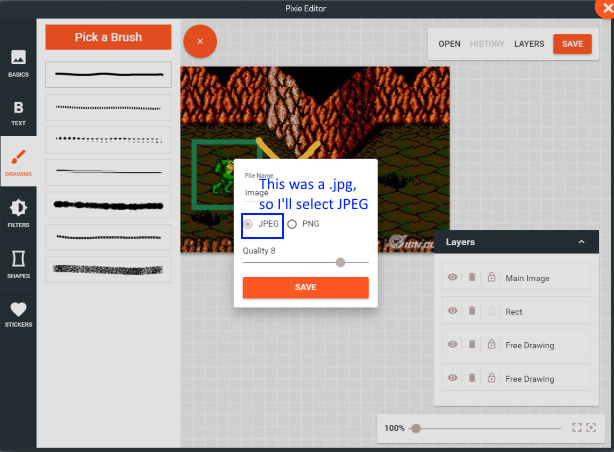 Pixie Editor
Pick a Brush
OPEN HISTORY LAYERS SAVE
BASICS
TEXT
DRAWING
FILTERS
SHAPES
STICKERS
File Name
This was a .jpg,
image
so I'll select JPEG
JPEG PNG
Quality 8
SAVE
IGN.CO
Layers
Main Image
Rect
Free Drawing
Free Drawing
100%